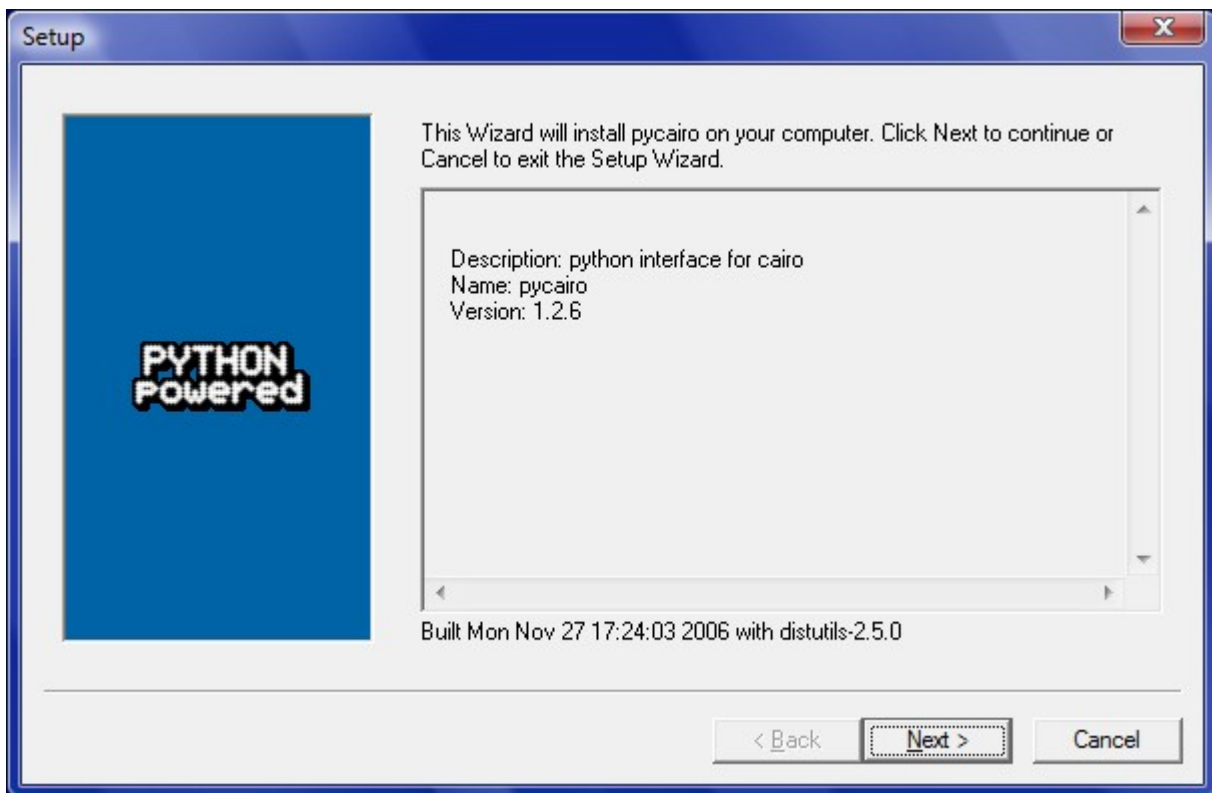 Setup
This Wizard will install pycairo on your computer. Click Next to continue or
Cancel to exit the Setup Wizard.
Description: python interface for cairo
Name: pycairo
Version: 1.2.6
PYTHON
powered
Built Mon Nov 27 17:24:03 2006 with distutils-2.5.0
< Back Next > Cancel